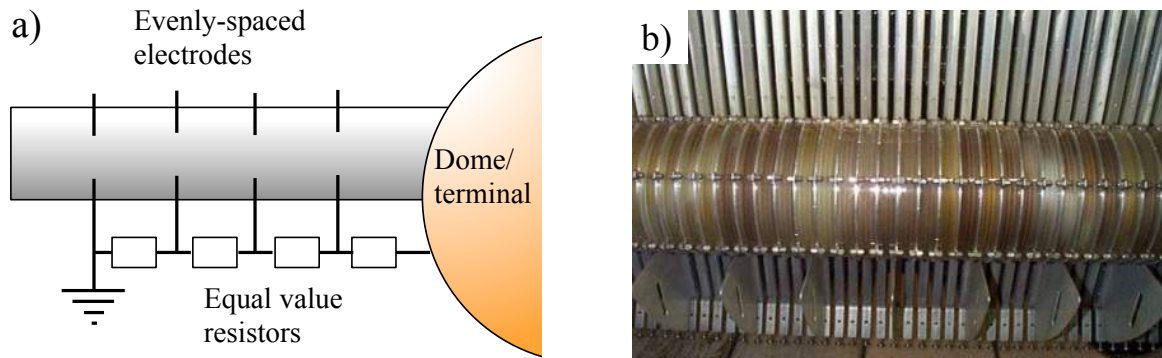 a)
Evenly-spaced
electrodes
Dome/
terminal
Equal value
resistors
b)